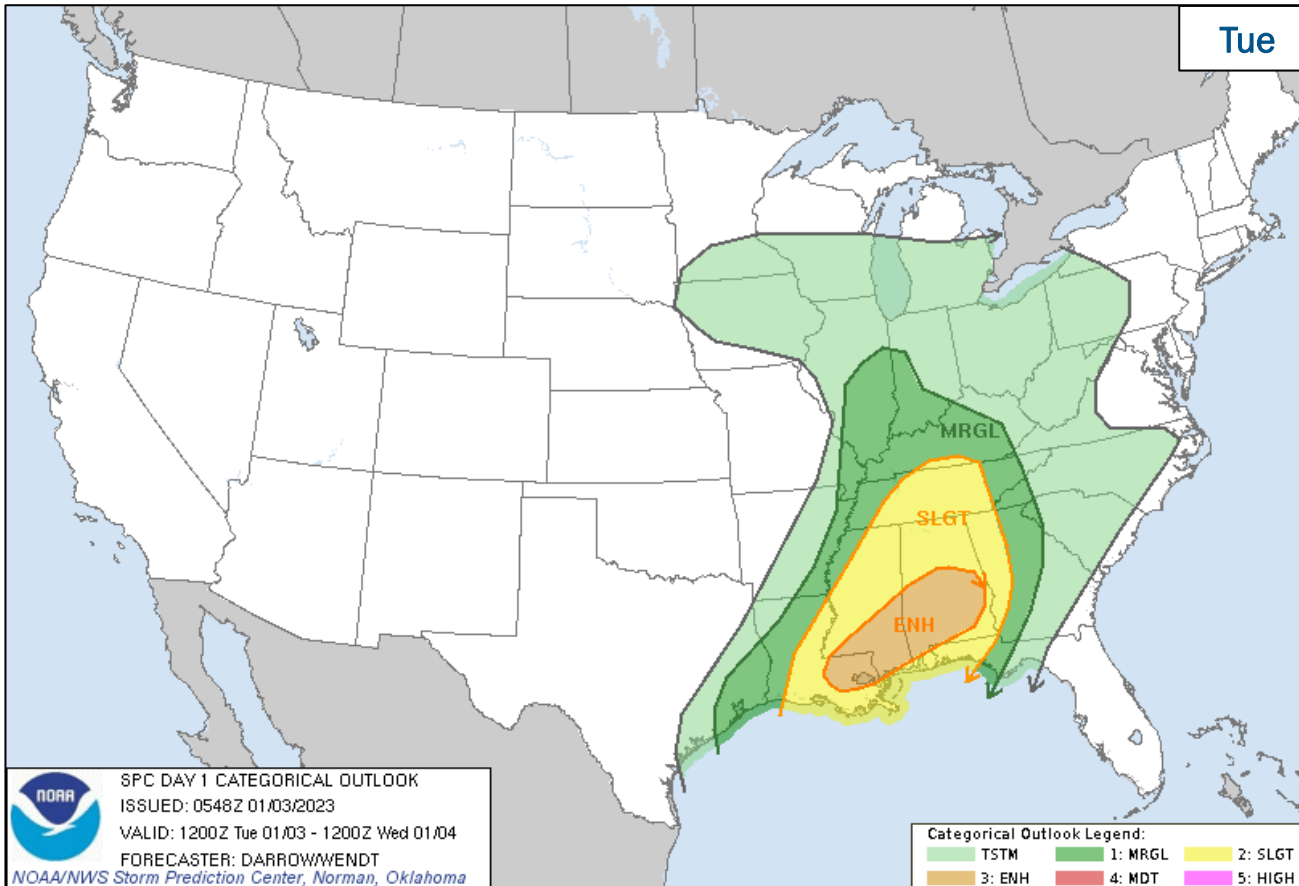 Tue
MRGL
SLGT
ENH
NOAA
SPC DAY 1 CATEGORICAL OUTLOOK
ISSUED: 0548Z 01/03/2023
VALID: 1200Z Tue 01/03 - 1200Z Wed 01/04
FORECASTER: DARROW/WENDT
NOAA/NWS Storm Prediction Center, Norman, Oklahoma
Categorical Outlook Legend:
TSTM 1: MRGL 2: SLGT
3: ENH 4: MDT 5: HIGH